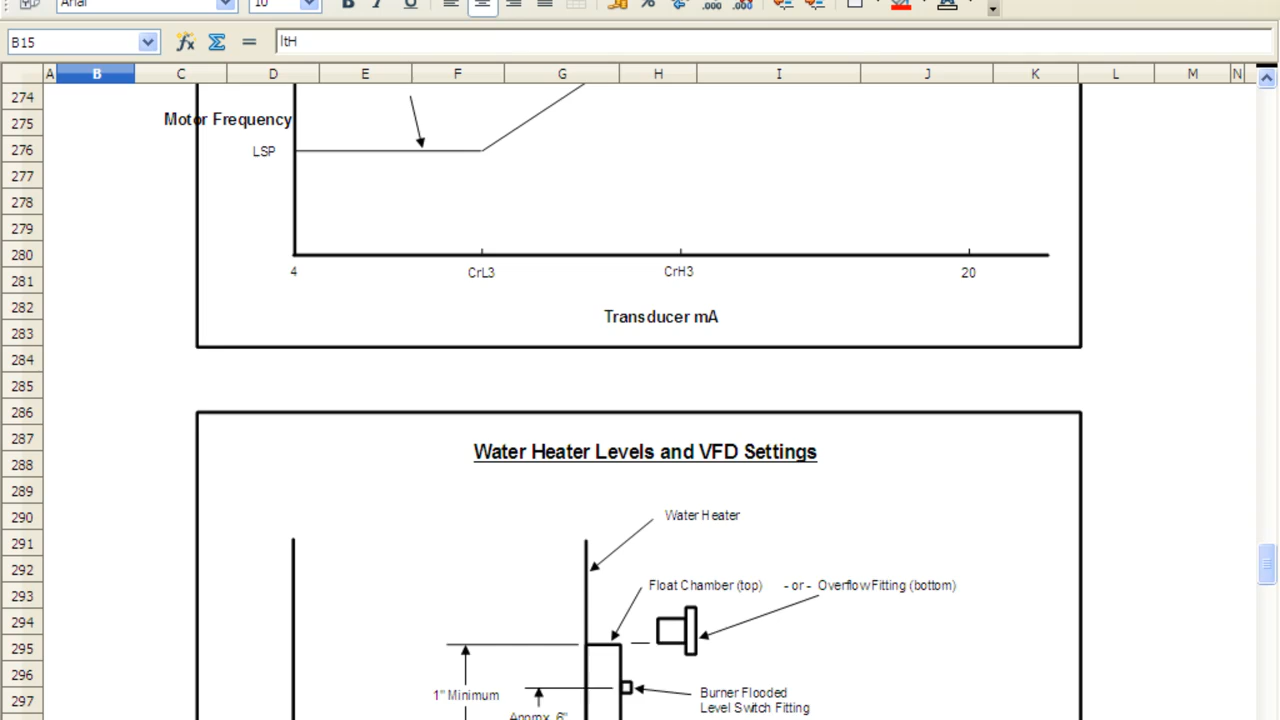 Arial 10
B15 ItH
A B C D E F G H I J K L M N
274
275 Motor Frequency
276 LSP
277
278
279
280
281 4 CrL3 CrH3 20
282
283 Transducer mA
284
285
286
287
288 Water Heater Levels and VFD Settings
289
290 Water Heater
291
292
293 Float Chamber (top) - or - Overflow Fitting (bottom)
294
295
296
297 1" Minimum Burner Flooded
Approx. 6" Level Switch Fitting